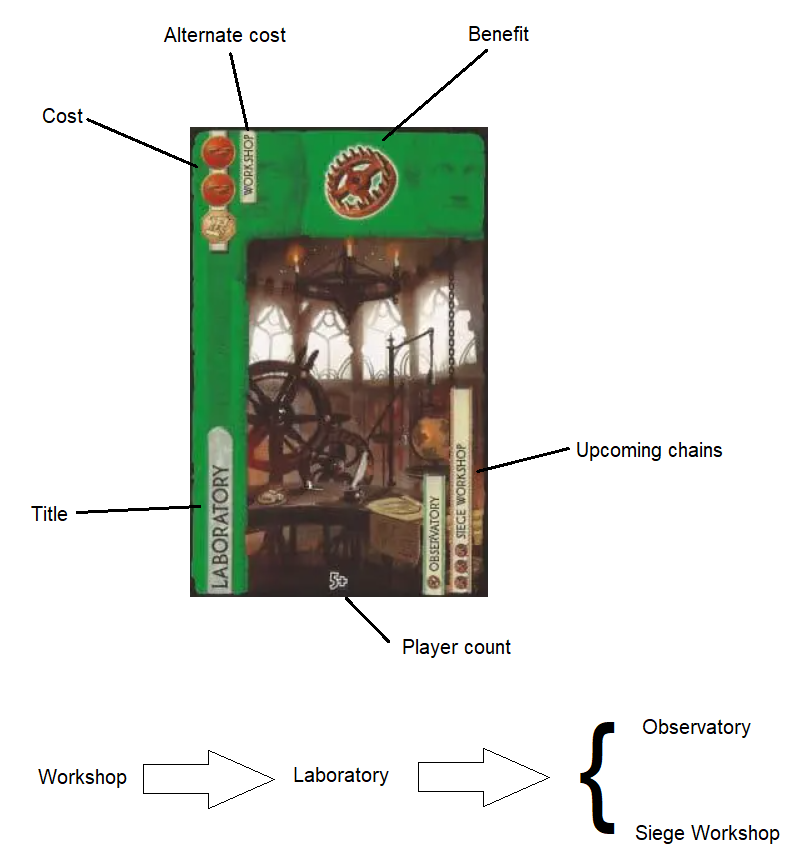 Alternate cost
Benefit
Cost
WORKSHOP
Upcoming chains
Title
LABORATORY
OBSERVATORY
SIEGE WORKSHOP
5+
Player count
Observatory
Workshop
Laboratory
Siege Workshop